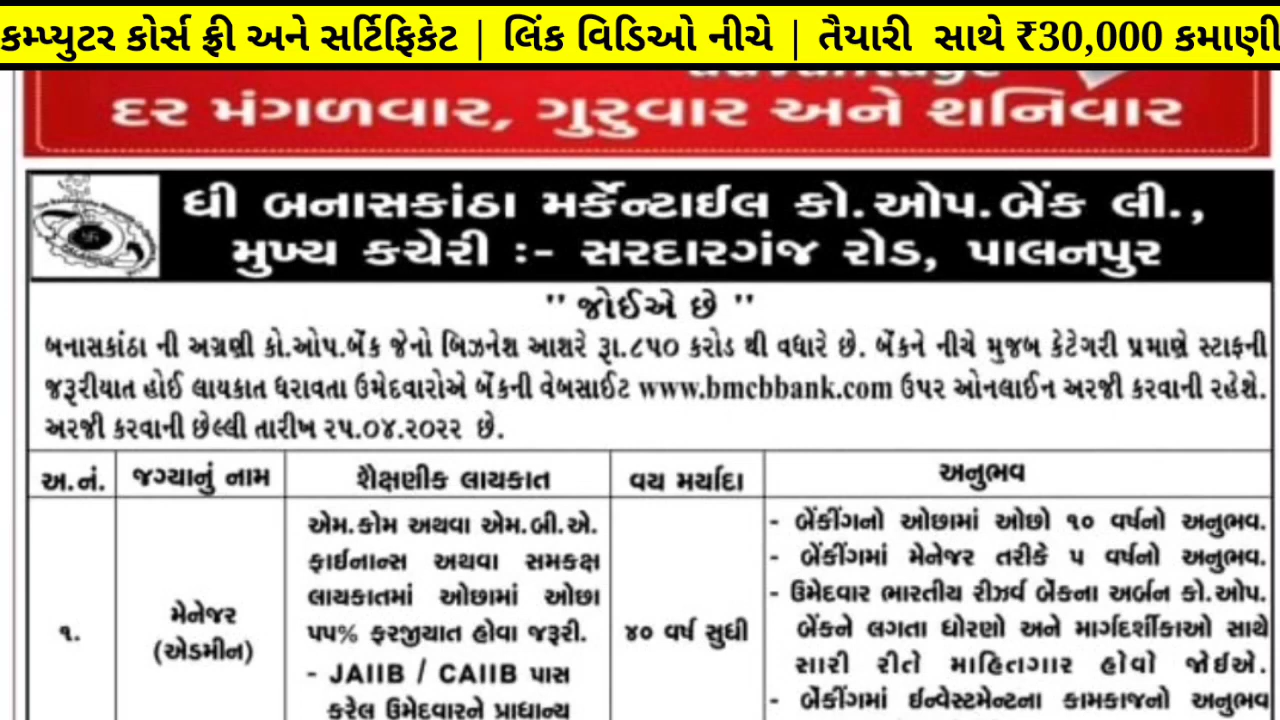 કમ્પ્યુટર કોર્સ ફ્રી અને સર્ટિફિકેટ | લિંક વિડિઓ નીચે | તૈયારી સાથે ₹30,000 કમાણી
દર મંગળવાર, ગુરુવાર અને શનિવાર
ધી બનાસકાંઠા મર્કેન્ટાઈલ કો.ઓપ.બેંક લી.,
મુખ્ય કચેરી :- સરદારગંજ રોડ, પાલનપુર
'' જોઈએ છે ''
બનાસકાંઠા ની અગ્રણી કો.ઓપ.બેંક જેનો બિઝનેશ આશરે રૂા.૮૫૦ કરોડ થી વધારે છે. બેંકને નીચે મુજબ કેટેગરી પ્રમાણે સ્ટાફની
જરૂરીયાત હોઈ લાયકાત ધરાવતા ઉમેદવારોએ બેંકની વેબસાઈટ www.bmcbbank.com ઉપર ઓનલાઈન અરજી કરવાની રહેશે.
અરજી કરવાની છેલ્લી તારીખ ૨૫.૦૪.૨૦૨૨ છે.
અ.નં. જગ્યાનું નામ શૈક્ષણીક લાયકાત વય મર્યાદા અનુભવ
૧.
મેનેજર
(એડમીન)
એમ.કોમ અથવા એમ.બી.એ.
ફાઈનાન્સ અથવા સમકક્ષ
લાયકાતમાં ઓછામાં ઓછા
૫૫% ફરજીયાત હોવા જરૂરી.
- JAIIB / CAIIB પાસ
કરેલ ઉમેદવારને પ્રાધાન્ય
૪૦ વર્ષ સુધી
- બેંકીંગનો ઓછામાં ઓછો ૧૦ વર્ષનો અનુભવ.
- બેંકીંગમાં મેનેજર તરીકે ૫ વર્ષનો અનુભવ.
- ઉમેદવાર ભારતીય રીઝર્વ બેંકના અર્બન કો.ઓપ.
બેંકને લગતા ધોરણો અને માર્ગદર્શીકાઓ સાથે
સારી રીતે માહિતગાર હોવો જોઈએ.
- બેંકીંગમાં ઈન્વેસ્ટમેન્ટના કામકાજનો અનુભવ